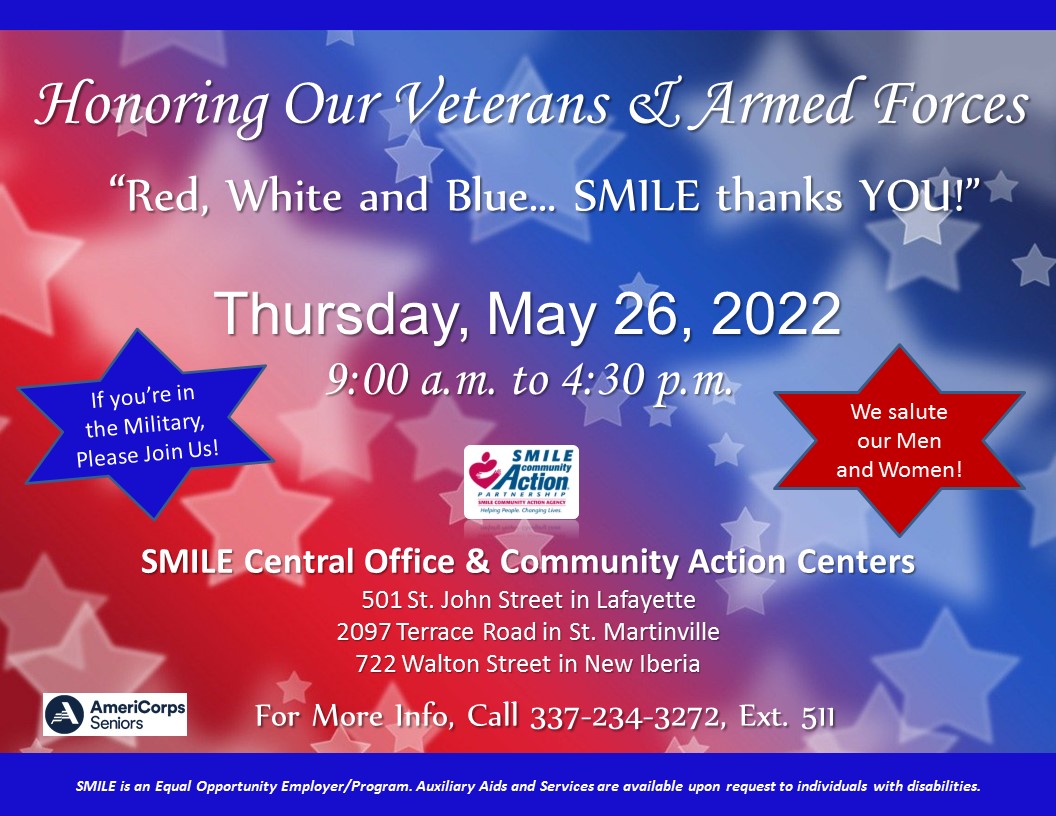 Honoring Our Veterans & Armed Forces
“Red, White and Blue... SMILE thanks YOU!”
Thursday, May 26, 2022
9:00 a.m. to 4:30 p.m.
If you’re in
the Military,
Please Join Us!
We salute
our Men
and Women!
SMILE
community
Action
PARTNERSHIP
SMILE COMMUNITY ACTION AGENCY
Helping People. Changing Lives.
SMILE Central Office & Community Action Centers
501 St. John Street in Lafayette
2097 Terrace Road in St. Martinville
722 Walton Street in New Iberia
AmeriCorps
Seniors
For More Info, Call 337-234-3272, Ext. 511
SMILE is an Equal Opportunity Employer/Program. Auxiliary Aids and Services are available upon request to individuals with disabilities.